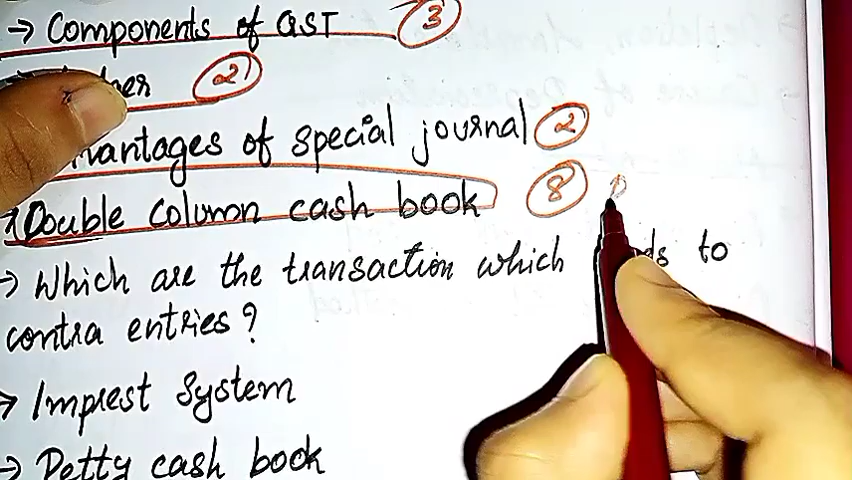 → Components of GST 3
2
of special journal 2
Double column cash book 8
→ Which are the transaction which to
contra entries?
→ Imprest System
→ Petty cash book